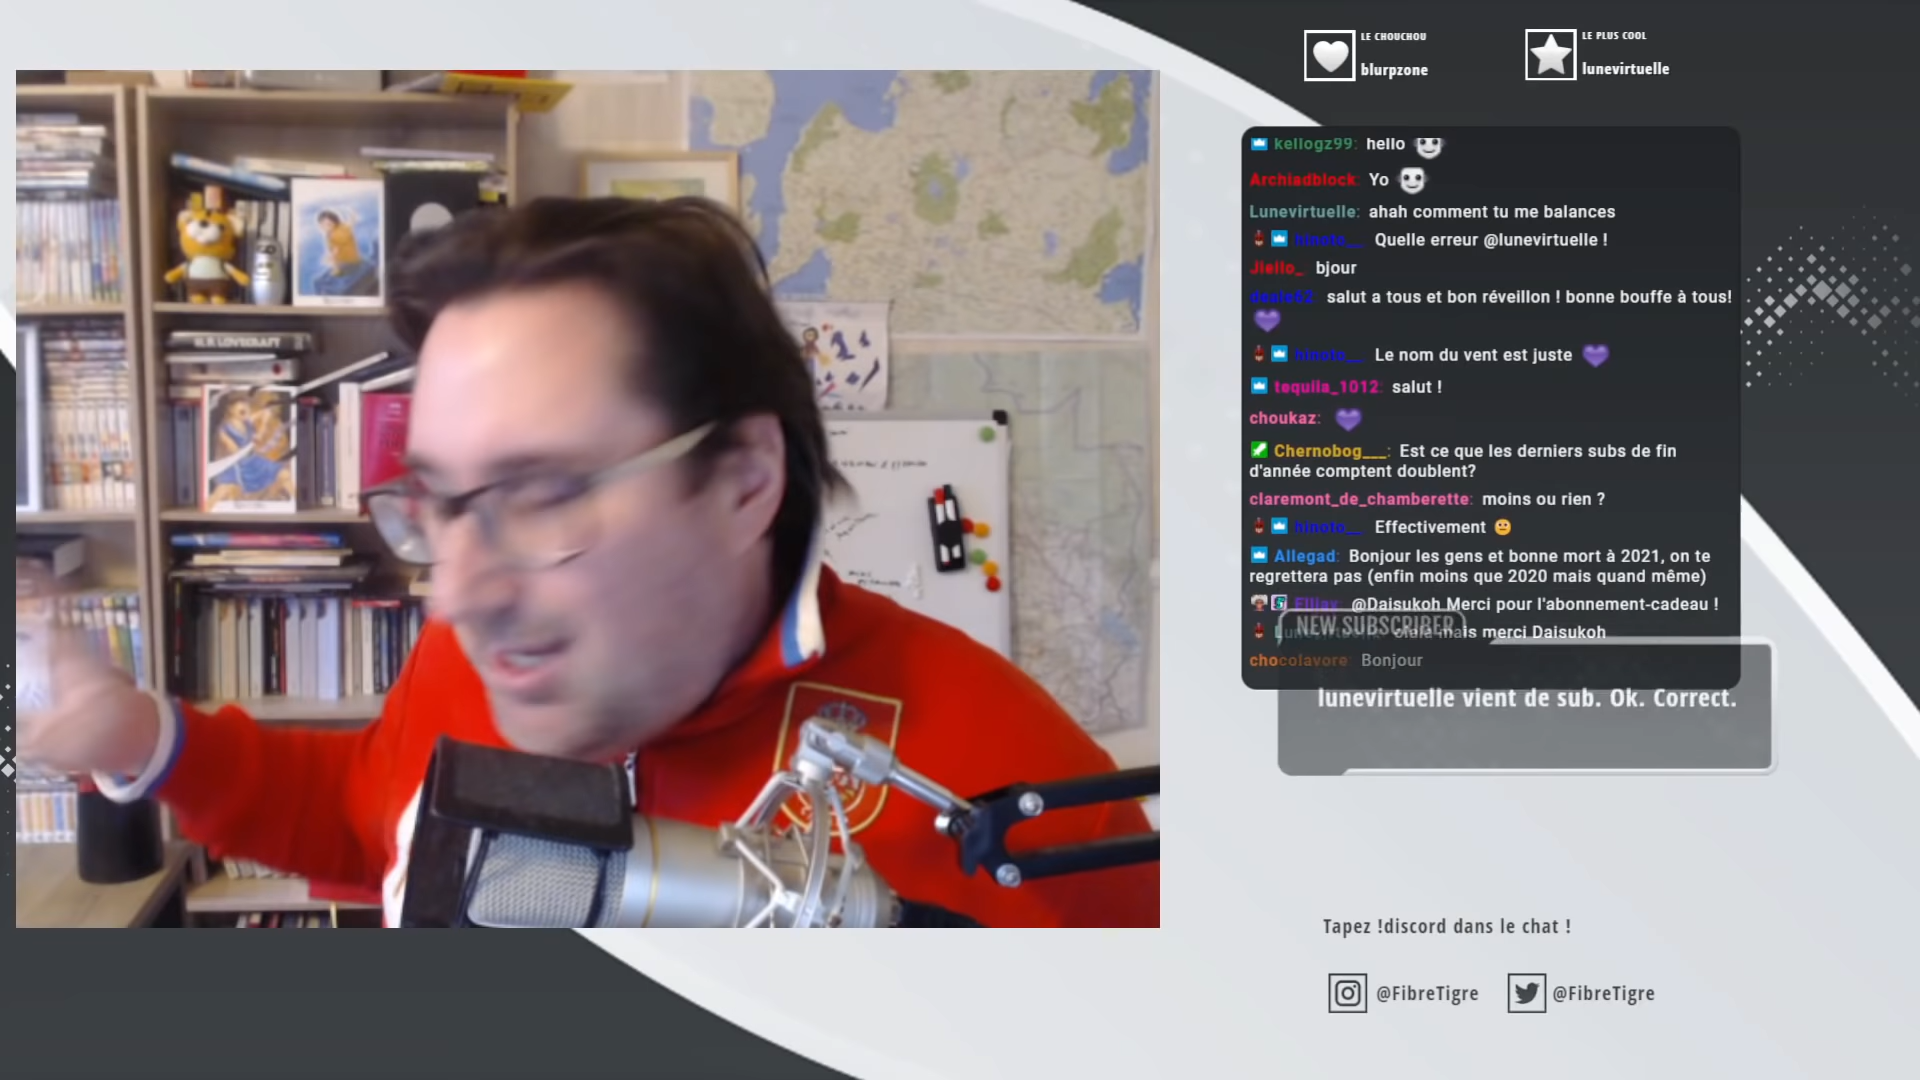 LE CHOUCHOU
blurpzone
LE PLUS COOL
lunevirtuelle
kellogz99: hello
Archiadblock: Yo
Lunevirtuelle: ahah comment tu me balances
hinoto__: Quelle erreur @lunevirtuelle !
Jiello_ bjour
salut a tous et bon réveillon ! bonne bouffe à tous!
hinoto__ Le nom du vent est juste
tequila_1012: salut !
choukaz:
Chernobog___: Est ce que les derniers subs de fin
d'année comptent doublent?
claremont_de_chamberette: moins ou rien ?
hinoto__ Effectivement
Allegad: Bonjour les gens et bonne mort à 2021, on te
regrettera pas (enfin moins que 2020 mais quand même)
@Daisukoh Merci pour l'abonnement-cadeau !
NEW SUBSCRIBER
mais merci Daisukoh
chocolavore Bonjour
lunevirtuelle vient de sub. Ok. Correct.
Tapez !discord dans le chat !
@FibreTigre
@FibreTigre
H.P. LOVECRAFT